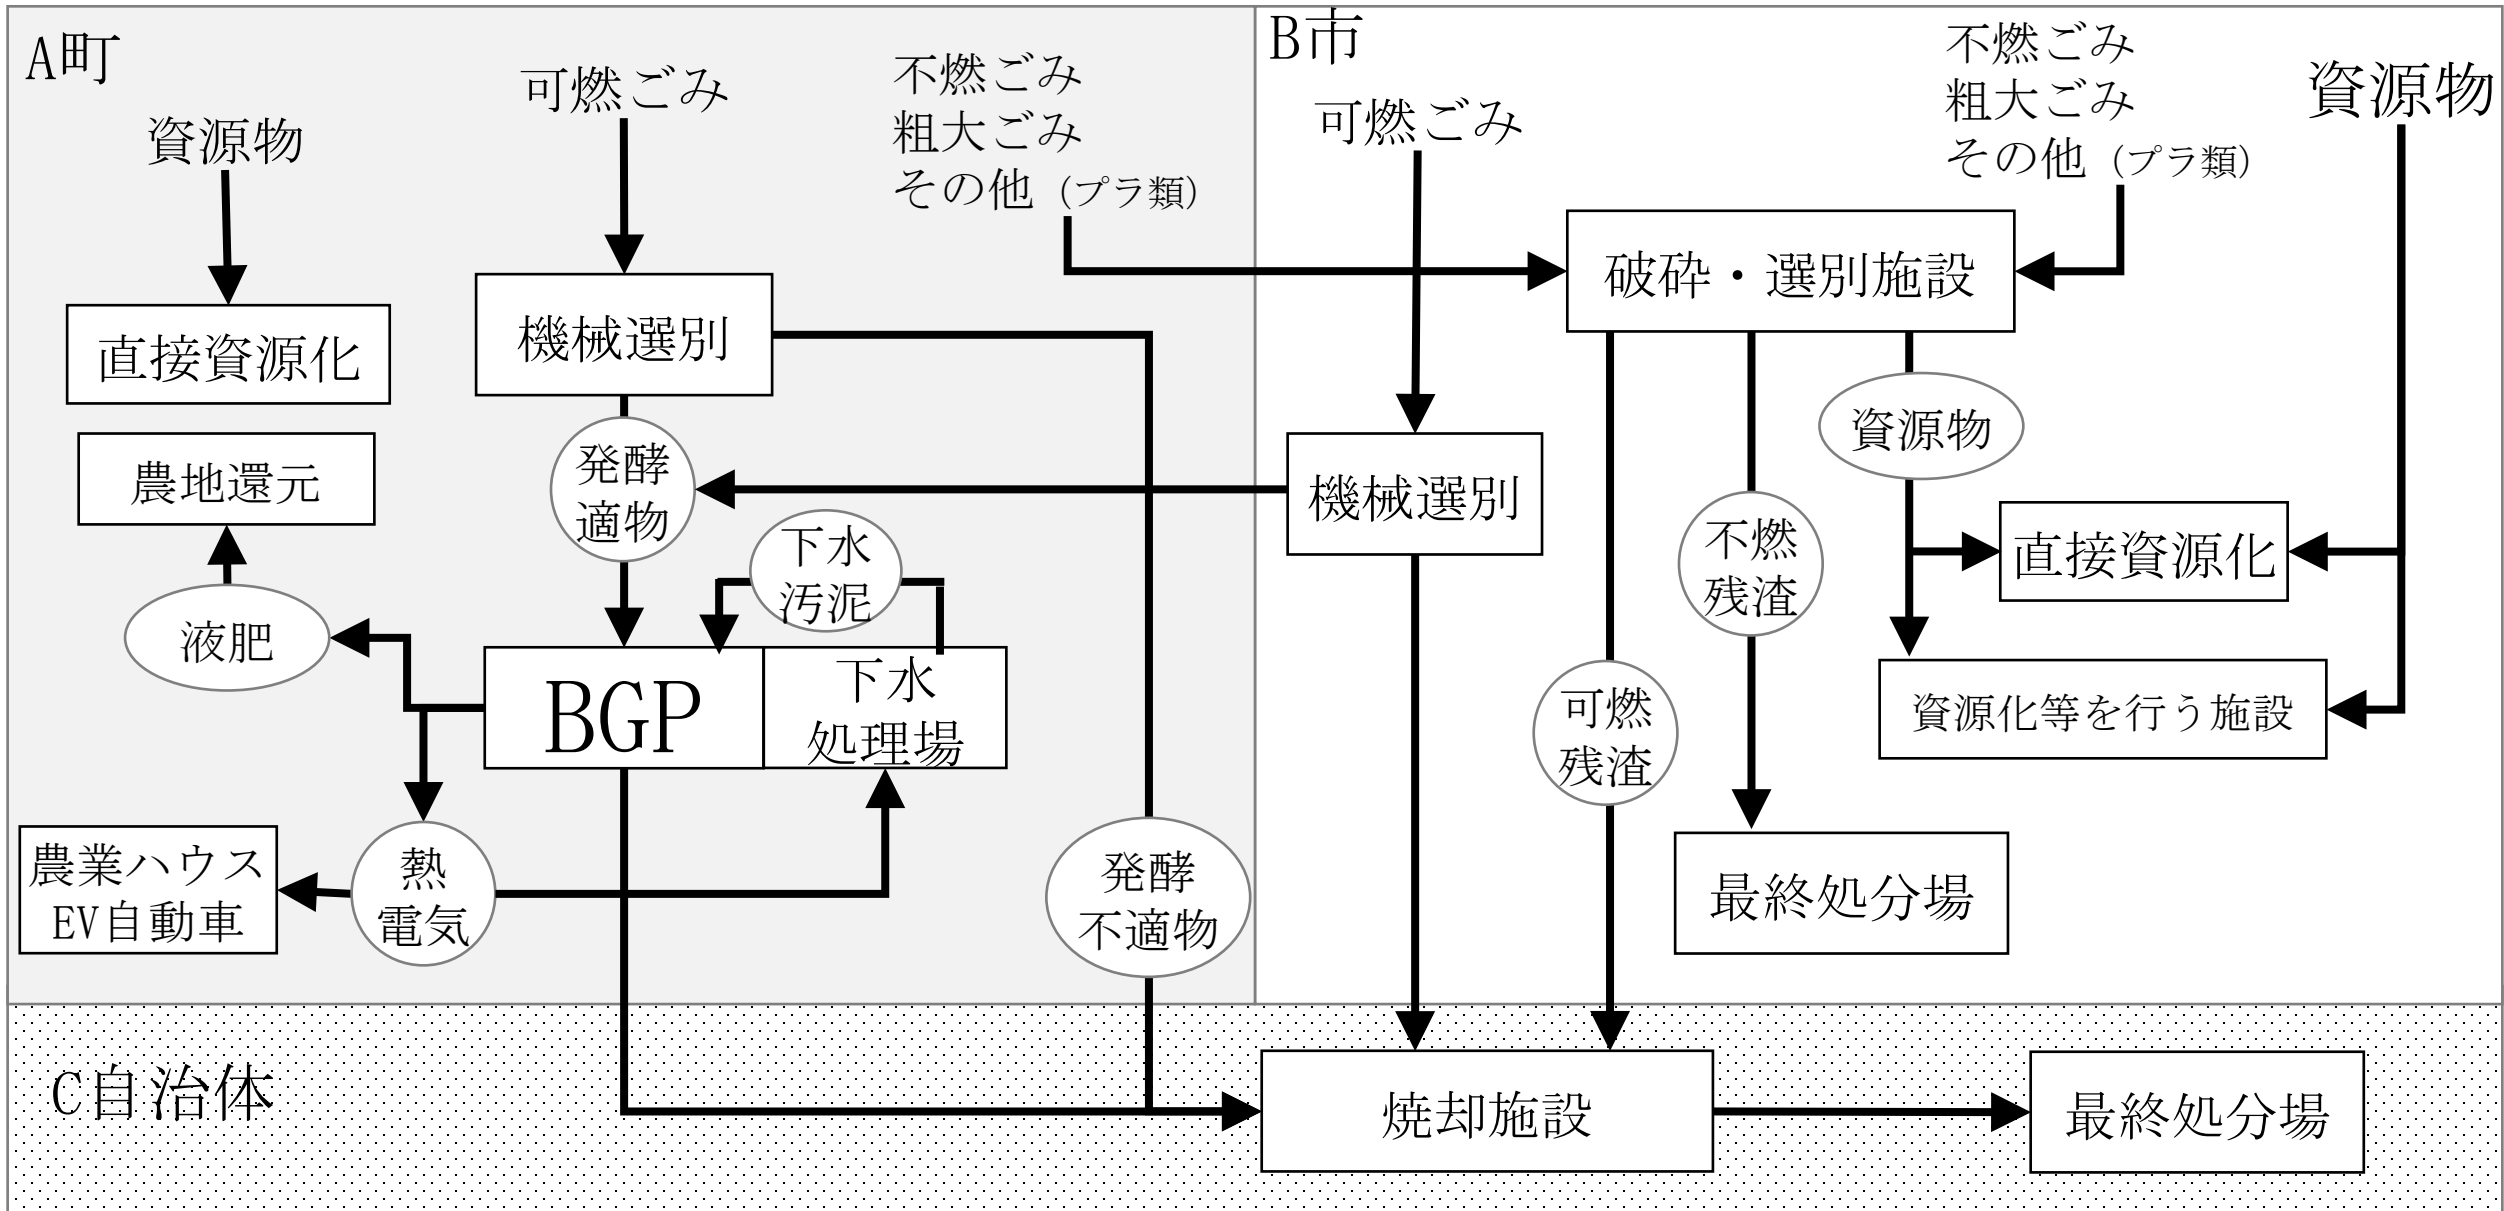 A町
資源物
可燃ごみ
不燃ごみ
粗大ごみ
その他（プラ類）
直接資源化
機械選別
農地還元
発酵
適物
下水
汚泥
液肥
BGP
下水
処理場
農業ハウス
EV自動車
熱
電気
発酵
不適物
B市
可燃ごみ
不燃ごみ
粗大ごみ
その他（プラ類）
資源物
破砕・選別施設
機械選別
資源物
不燃
残渣
直接資源化
可燃
残渣
資源化等を行う施設
最終処分場
C自治体
焼却施設
最終処分場